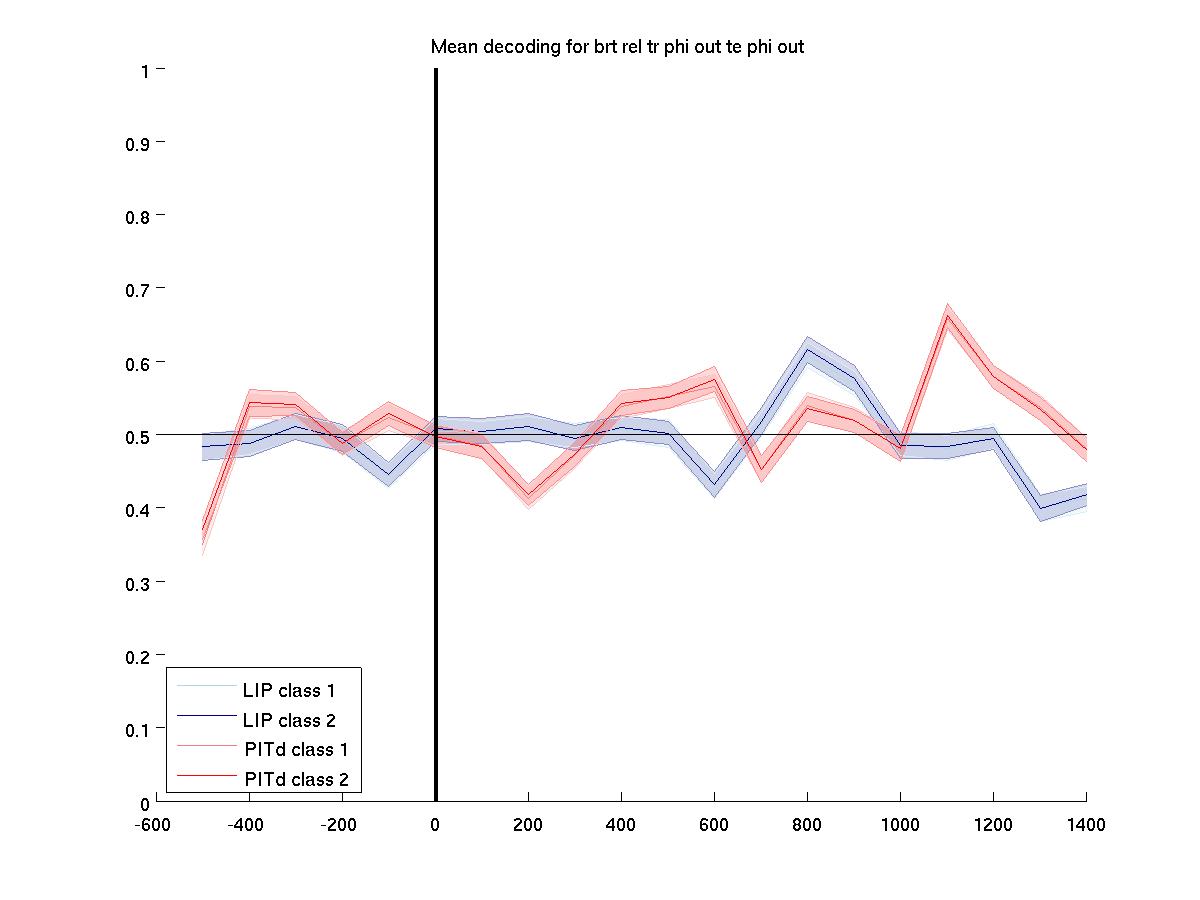 Mean decoding for brt rel tr phi out te phi out
1
0.9
0.8
0.7
0.6
0.5
0.4
0.3
0.2
0.1
0
LIP class 1
LIP class 2
PITd class 1
PITd class 2
-600 -400 -200 0 200 400 600 800 1000 1200 1400